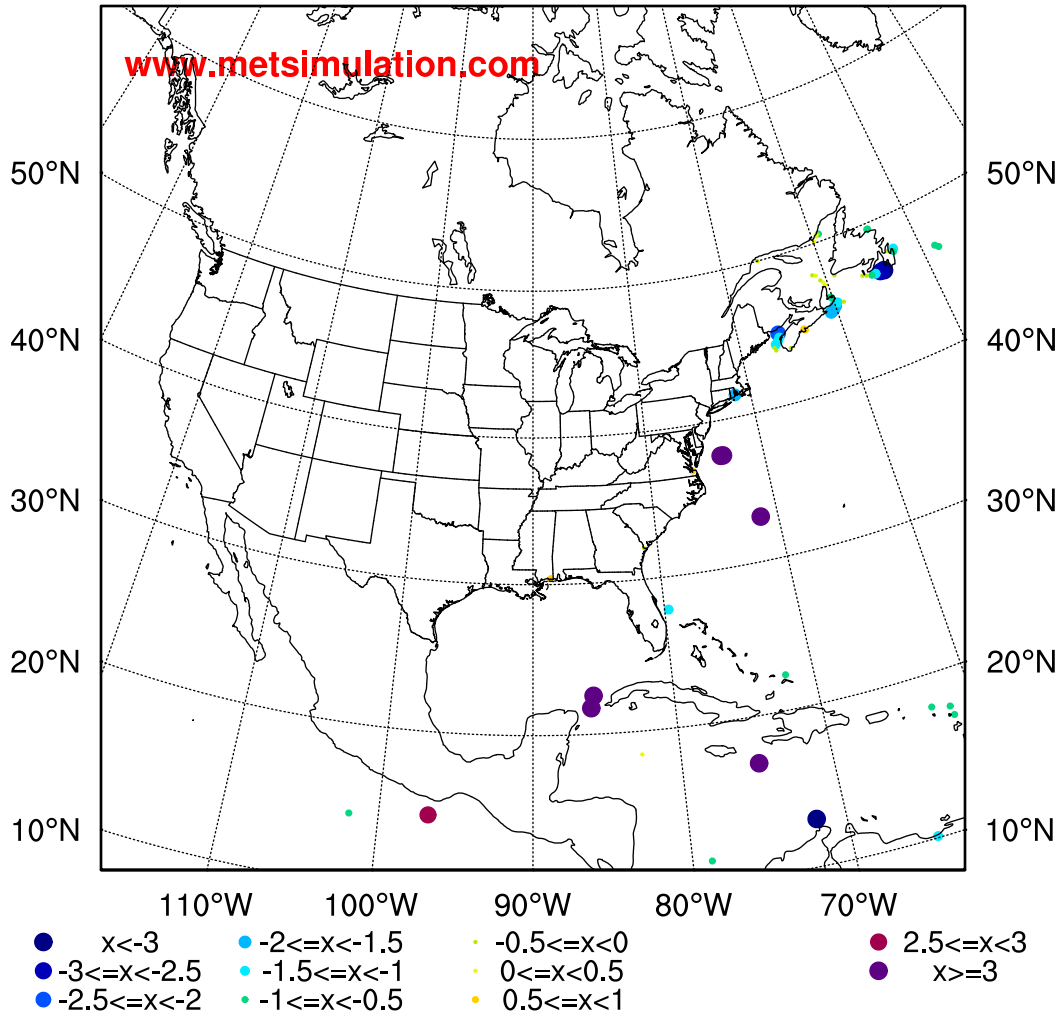 www.metsimulation.com
50°N 50°N
40°N 40°N
30°N 30°N
20°N 20°N
10°N 10°N
110°W 100°W 90°W 80°W 70°W
x<-3 -2<=x<-1.5 -0.5<=x<0 2.5<=x<3
-3<=x<-2.5 -1.5<=x<-1 0<=x<0.5 x>=3
-2.5<=x<-2 -1<=x<-0.5 0.5<=x<1